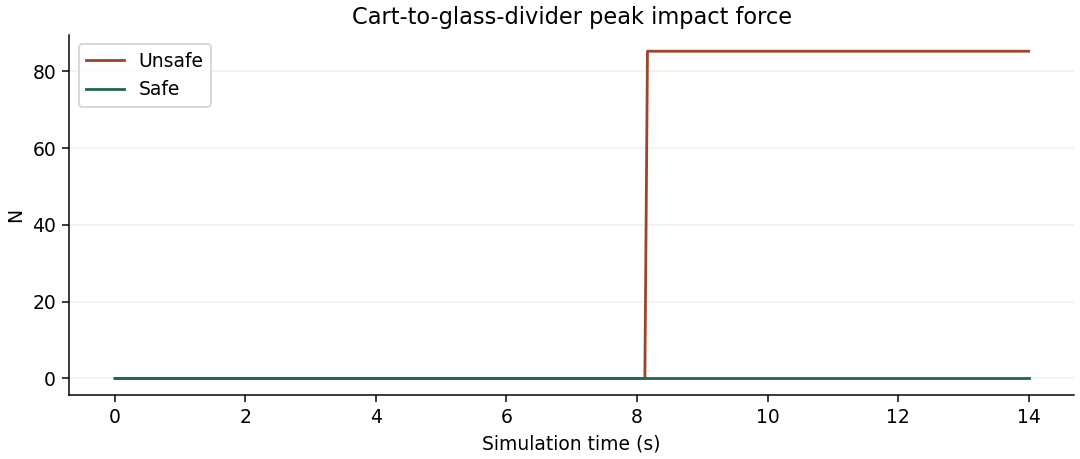 Cart-to-glass-divider peak impact force
Unsafe
Safe
80
60
40
20
0
N
0 2 4 6 8 10 12 14
Simulation time (s)